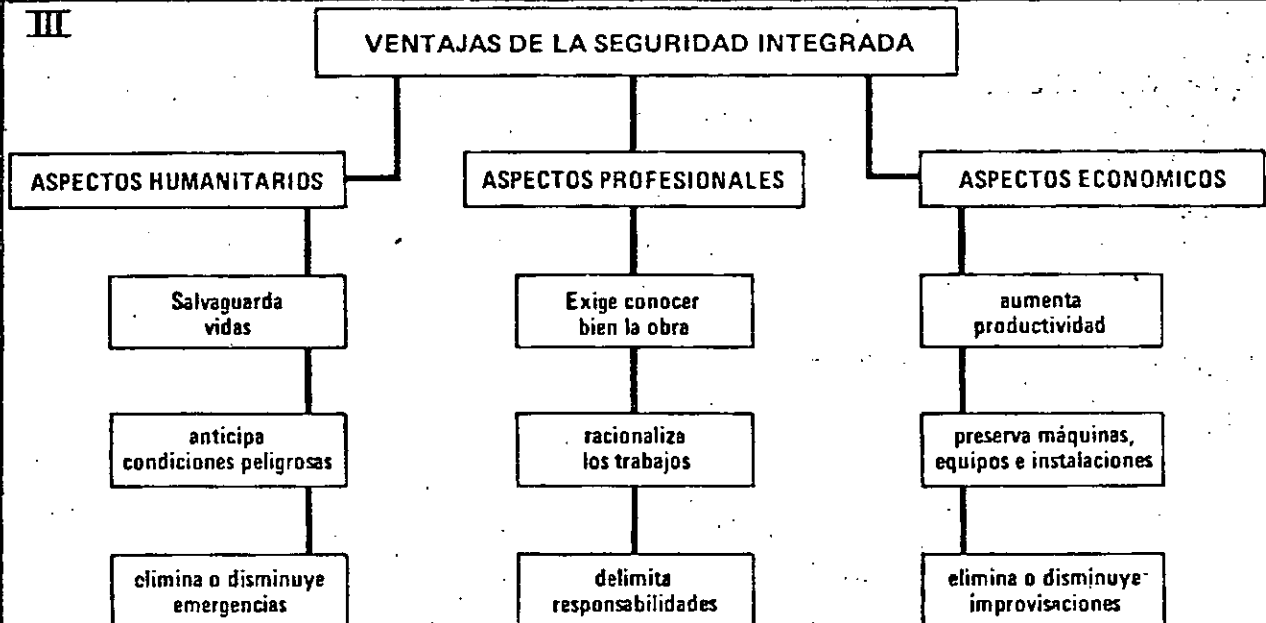 III
VENTAJAS DE LA SEGURIDAD INTEGRADA
ASPECTOS HUMANITARIOS
Salvaguarda
vidas
anticipa
condiciones peligrosas
elimina o disminuye
emergencias
ASPECTOS PROFESIONALES
Exige conocer
bien la obra
racionaliza
los trabajos
delimita
responsabilidades
ASPECTOS ECONOMICOS
aumenta
productividad
preserva máquinas,
equipos e instalaciones
elimina o disminuye
improvisaciones